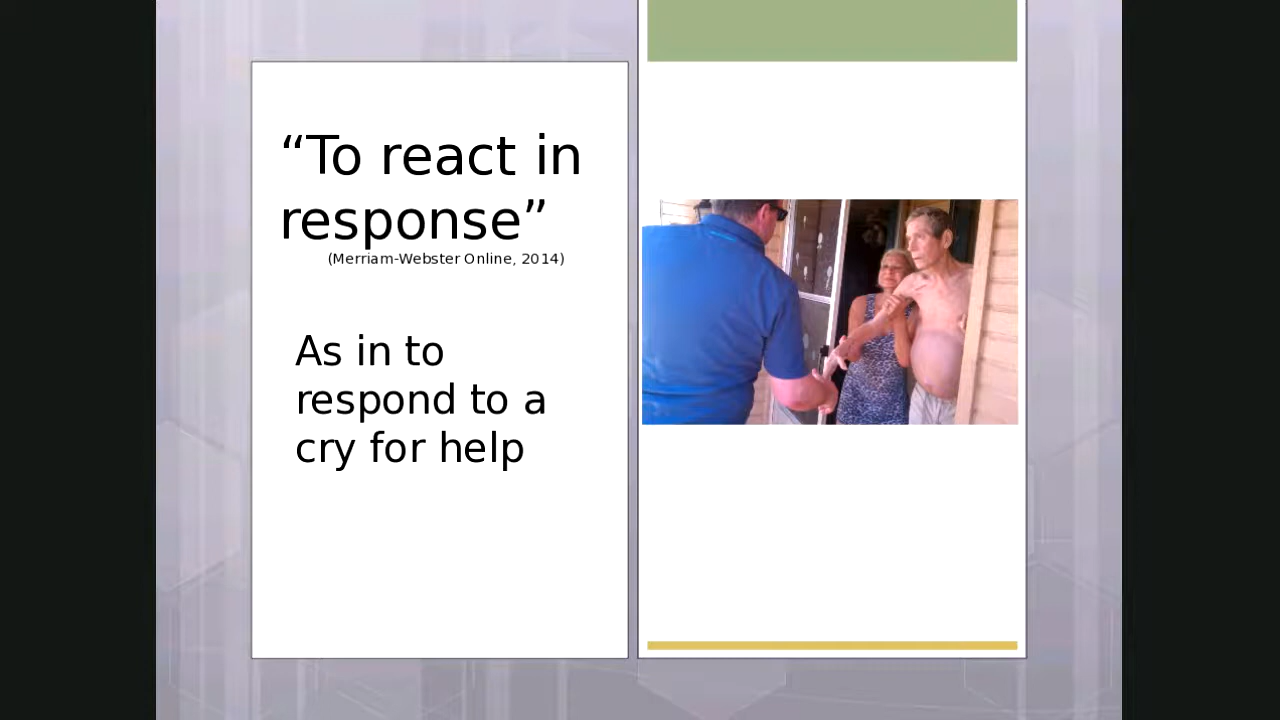 “To react in
response”
(Merriam-Webster Online, 2014)
As in to
respond to a
cry for help